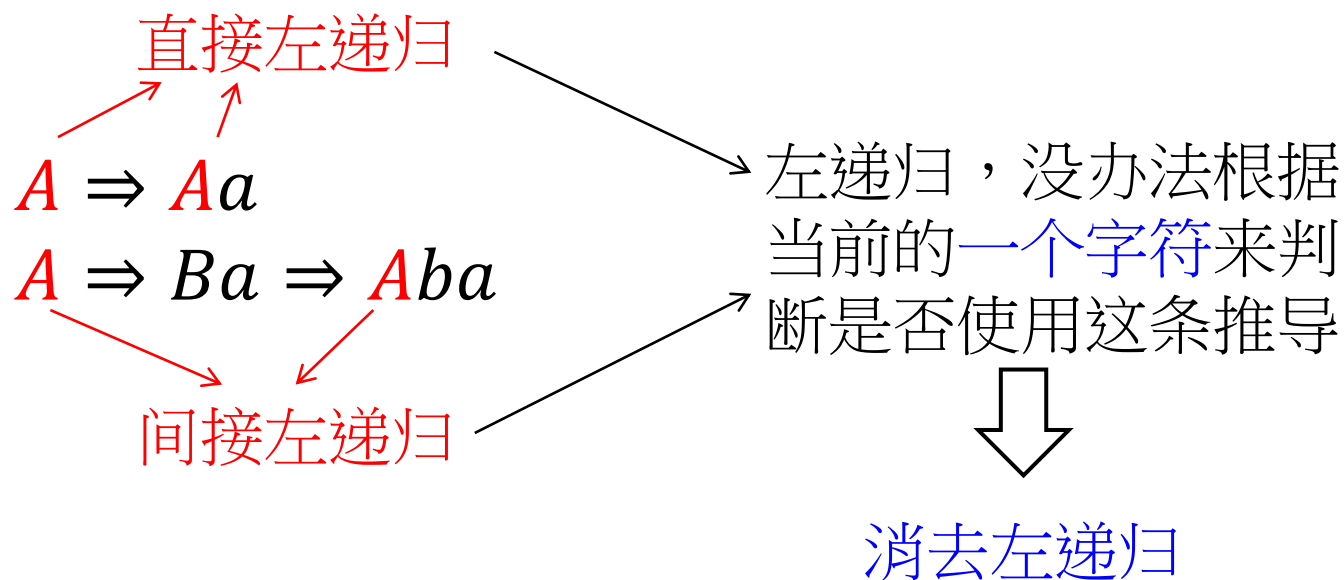 直接左递归
A ⇒ Aa
A ⇒ Ba ⇒ Aba
间接左递归
左递归，没办法根据
当前的一个字符来判
断是否使用这条推导
消去左递归